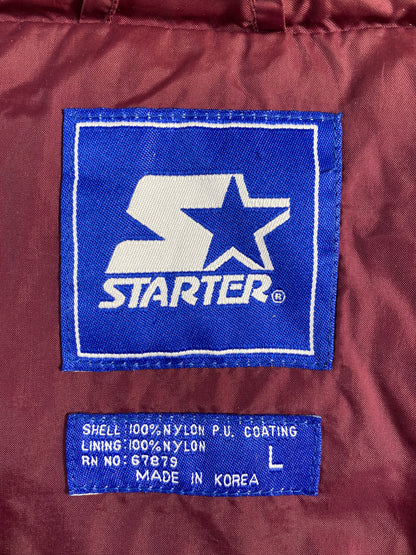 STARTER®
SHELL:100%NYLON P.U. COATING
LINING:100%NYLON
RN NO:67879
L
MADE IN KOREA